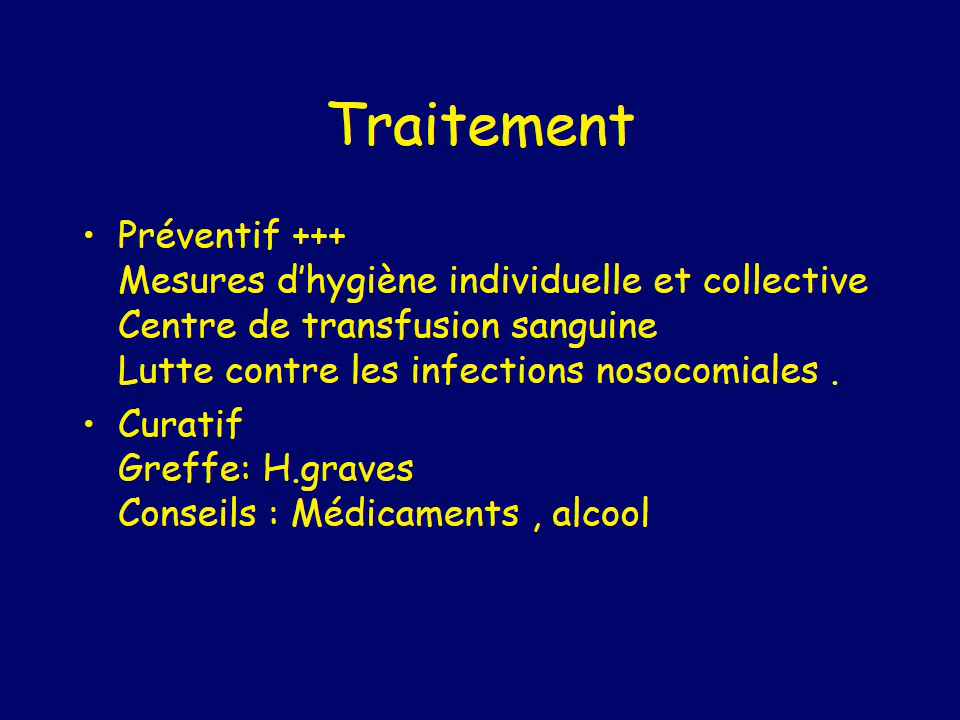 Traitement
• Préventif +++
Mesures d’hygiène individuelle et collective
Centre de transfusion sanguine
Lutte contre les infections nosocomiales .
• Curatif
Greffe: H.graves
Conseils : Médicaments , alcool